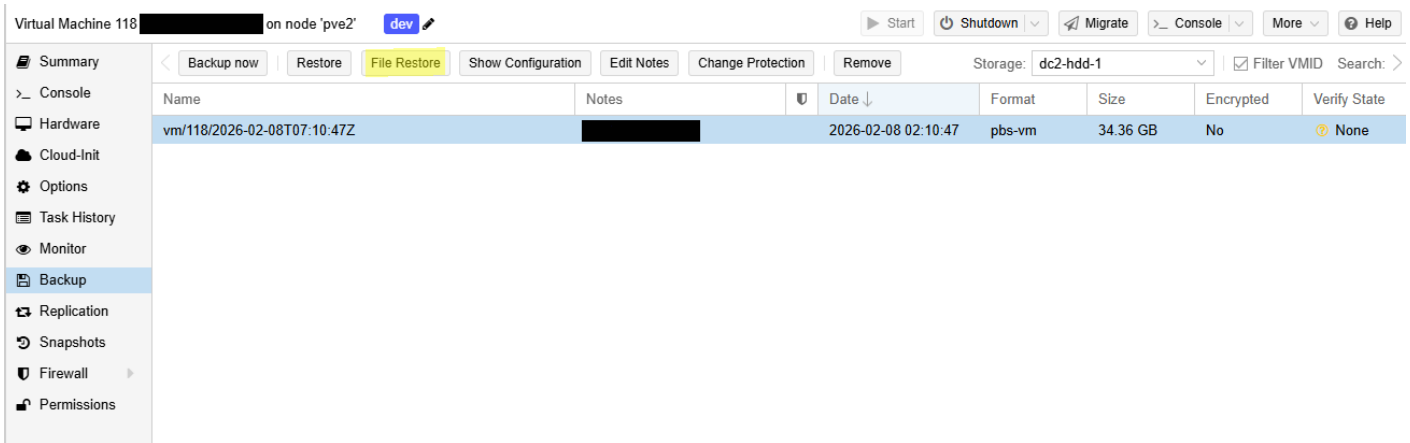 Virtual Machine 118 on node 'pve2' dev Start Shutdown Migrate >_ Console More Help
Summary
>_ Console
Hardware
Cloud-Init
Options
Task History
Monitor
Backup
Replication
Snapshots
Firewall
Permissions
Backup now Restore File Restore Show Configuration Edit Notes Change Protection Remove Storage: dc2-hdd-1 Filter VMID Search:
Name Notes Date Format Size Encrypted Verify State
vm/118/2026-02-08T07:10:47Z 2026-02-08 02:10:47 pbs-vm 34.36 GB No None